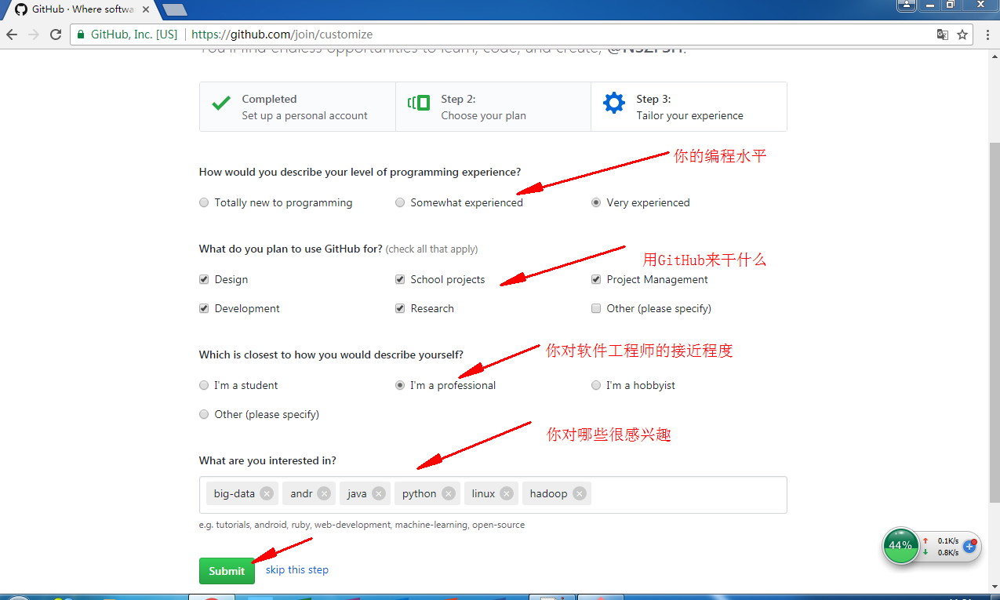 GitHub · Where softwa
GitHub, Inc. [US] https://github.com/join/customize
You'll find endless opportunities to learn, code, and create,
Completed
Set up a personal account
Step 2:
Choose your plan
Step 3:
Tailor your experience
你的编程水平
How would you describe your level of programming experience?
Totally new to programming Somewhat experienced Very experienced
What do you plan to use GitHub for? (check all that apply)
用GitHub来干什么
Design School projects Project Management
Development Research Other (please specify)
你对软件工程师的接近程度
Which is closest to how you would describe yourself?
I'm a student I'm a professional I'm a hobbyist
Other (please specify)
你对哪些很感兴趣
What are you interested in?
big-data andr java python linux hadoop
e.g. tutorials, android, ruby, web-development, machine-learning, open-source
44% 0.1K/s
0.8K/s
Submit skip this step